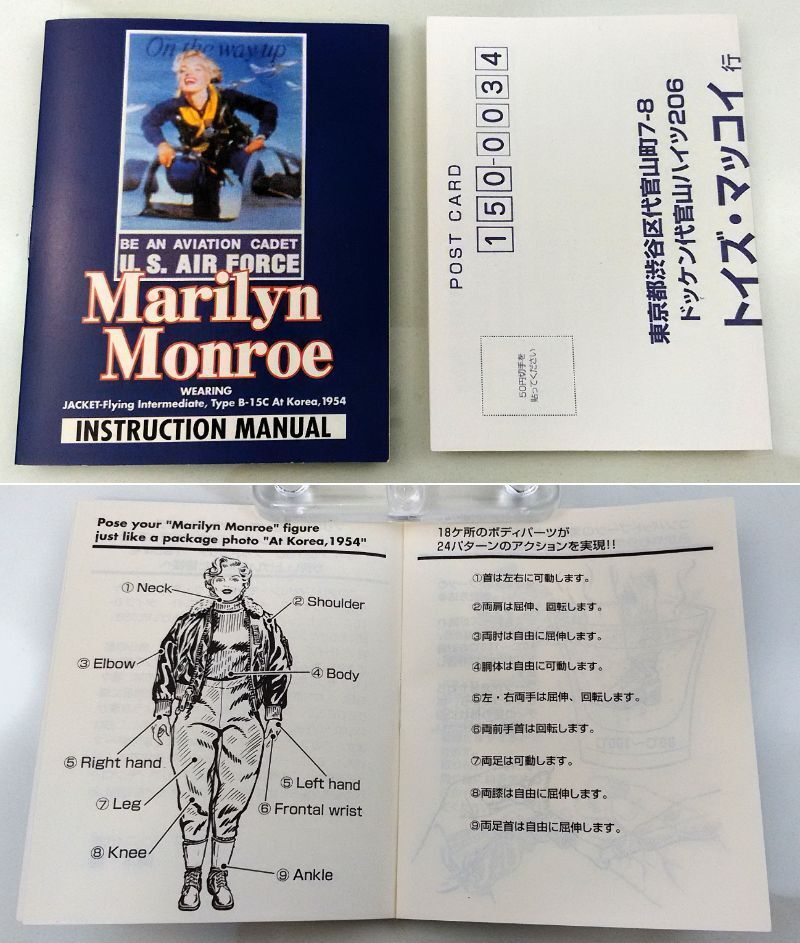 On the way up
BE AN AVIATION CADET
U.S. AIR FORCE
Marilyn
Monroe
WEARING
JACKET-Flying Intermediate, Type B-15C At Korea,1954
INSTRUCTION MANUAL
POST CARD
150-0034
東京都渋谷区代官山町7-8
ドッケン代官山ハイツ206
トイズ・マッコイ 行
50円切手を
貼ってください
Pose your "Marilyn Monroe" figure
just like a package photo "At Korea,1954"
① Neck
② Shoulder
③ Elbow
④ Body
⑤ Right hand
⑤ Left hand
⑥ Frontal wrist
⑦ Leg
⑧ Knee
⑨ Ankle
18ケ所のボディパーツが
24パターンのアクションを実現!!
①首は左右に可動します。
②両肩は屈伸、回転します。
③両肘は自由に屈伸します。
④胴体は自由に可動します。
⑤左・右両手は屈伸、回転します。
⑥両前手首は回転します。
⑦両足は可動します。
⑧両膝は自由に屈伸します。
⑨両足首は自由に屈伸します。